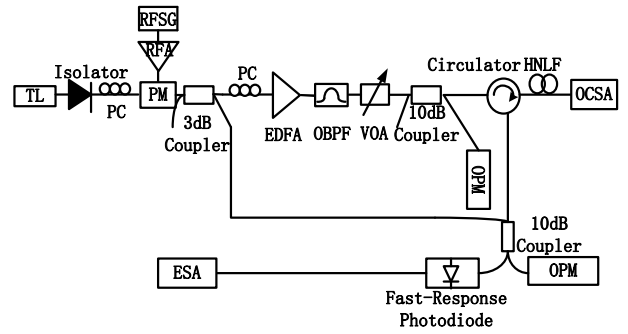 RFSG
RFA
Isolator
TL
PC
PM
3dB
Coupler
PC
EDFA
OBPF
VOA
10dB
Coupler
OPM
Circulator
HNLF
OCSA
10dB
Coupler
OPM
ESA
Fast-Response
Photodiode